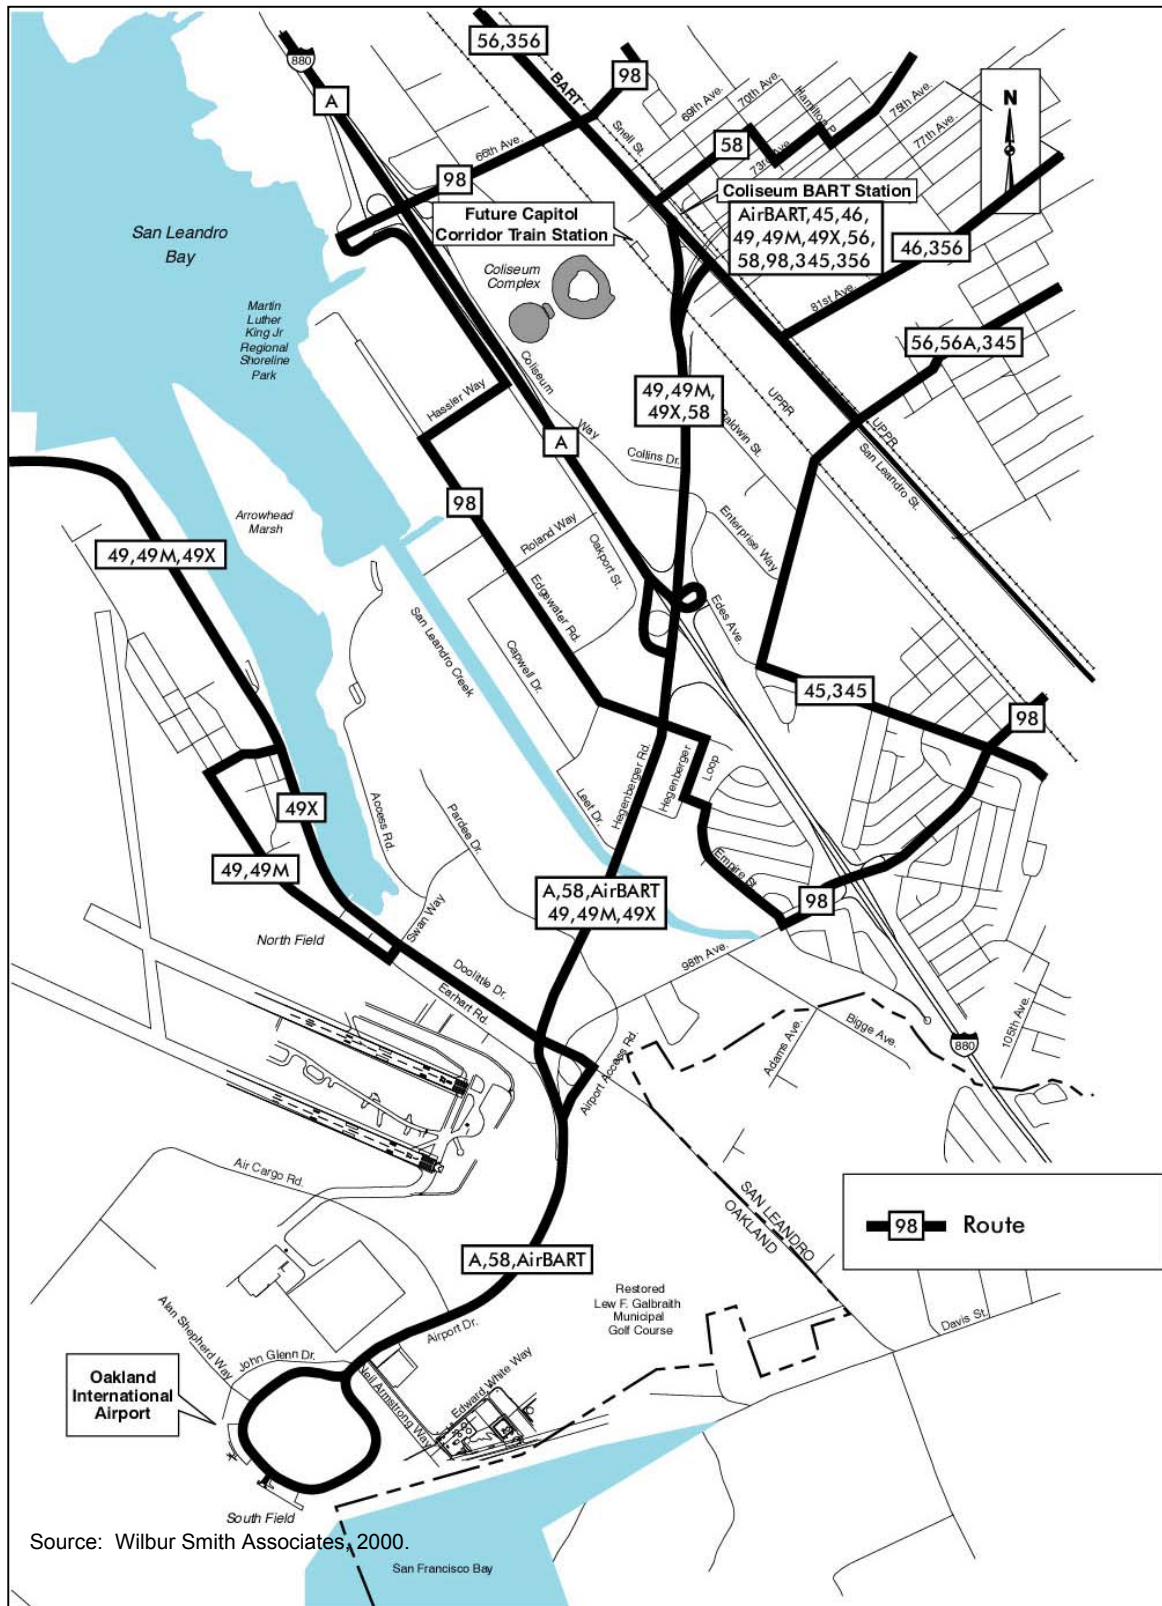 56,356
880
A
98
BART
Snell St.
69th Ave.
70th Ave.
Hamilton P
75th Ave.
77th Ave.
N
66th Ave.
58
73rd Ave.
98
Coliseum BART Station
AirBART,45,46,
49,49M,49X,56,
58,98,345,356
Future Capitol
Corridor Train Station
San Leandro
Bay
46,356
Coliseum
Complex
81st Ave.
Martin
Luther
King Jr
Regional
Shoreline
Park
56,56A,345
Coliseum
Way
Hassler Way
49,49M,
49X,58
UPRR
Baldwin St.
UPPR
San Leandro St.
A
Collins Dr.
98
Arrowhead
Marsh
Enterprise Way
Roland Way
Oakport St.
49,49M,49X
Edgewater Rd.
Edes Ave.
San Leandro Creek
Capwell Dr.
45,345
98
Hegenberger Rd.
Hegenberger
Loop
49X
Access Rd.
Pardee Dr.
Leet Dr.
49,49M
Empire St.
A,58,AirBART
49,49M,49X
98
Swan Way
North Field
98th Ave.
Doolittle Dr.
Earhart Rd.
Airport Access Rd.
Adams Ave.
Bigge Ave.
880
105th Ave.
Air Cargo Rd.
SAN LEANDRO
OAKLAND
98 Route
A,58,AirBART
Restored
Lew F. Galbraith
Municipal
Golf Course
Alan Shepherd Way
Airport Dr.
Davis St.
John Glenn Dr.
Oakland
International
Airport
Neil Armstrong Way
Edward White Way
South Field
Source: Wilbur Smith Associates, 2000.
San Francisco Bay